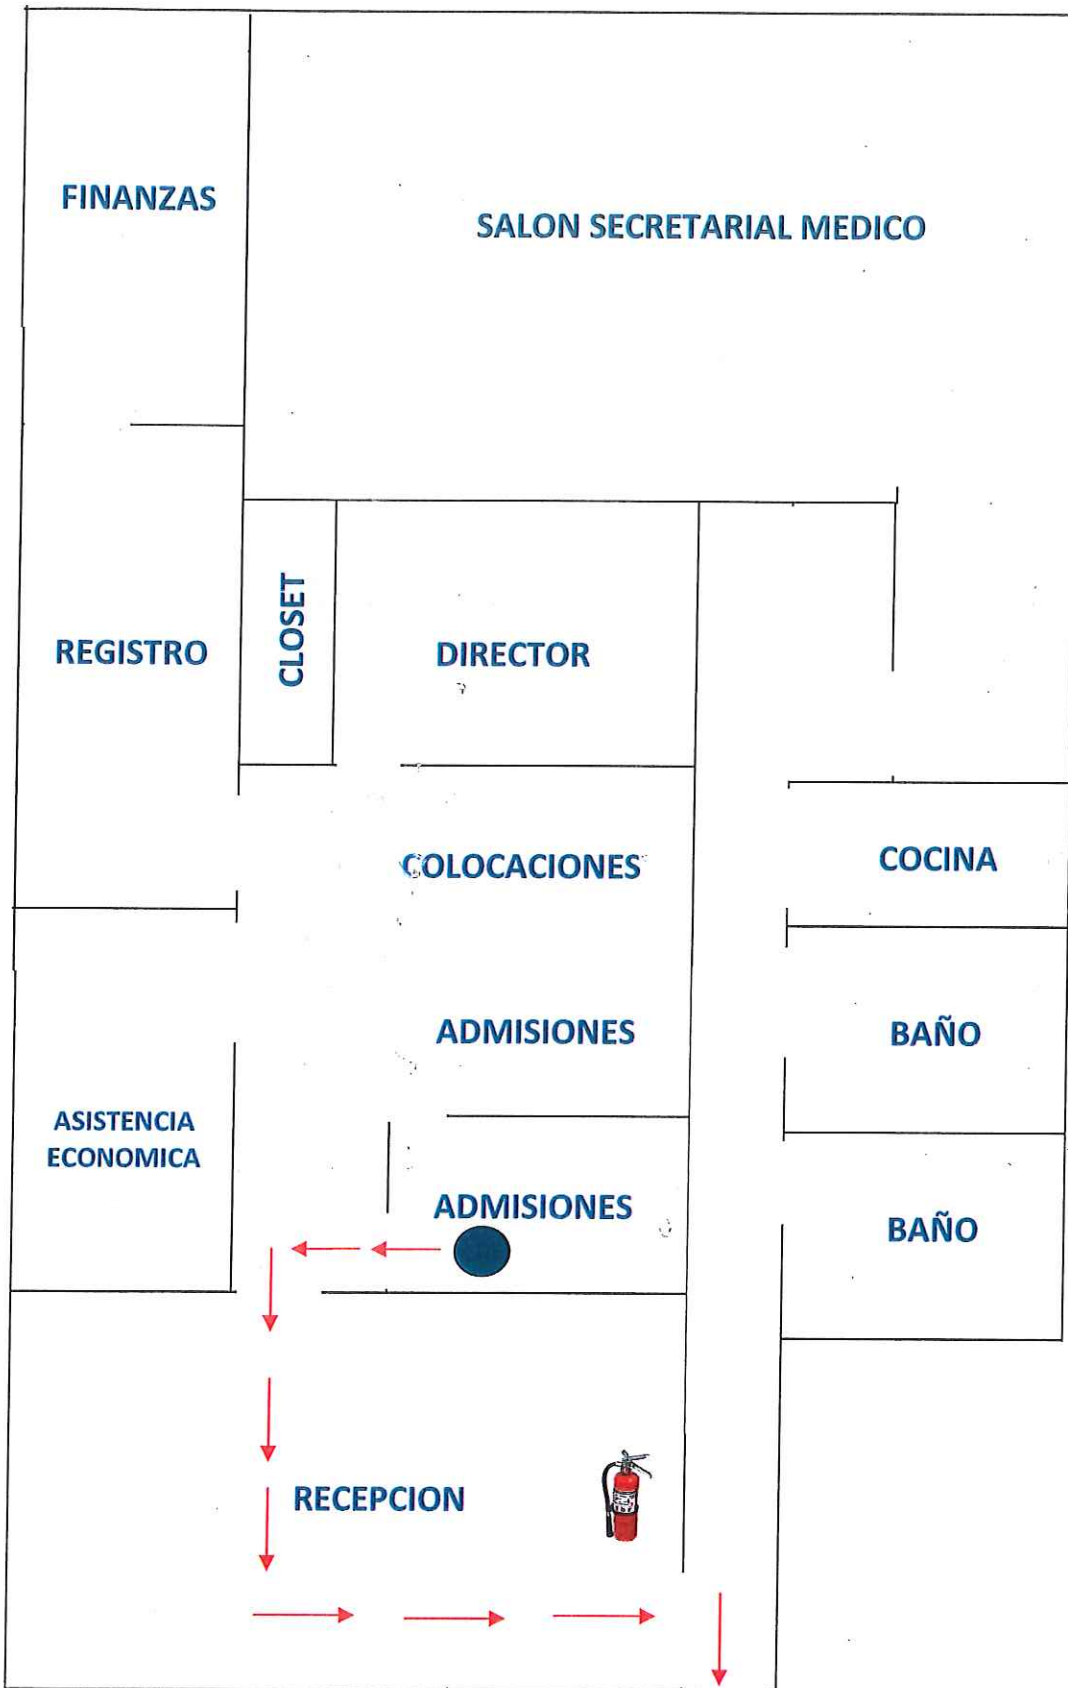 FINANZAS
SALON SECRETARIAL MEDICO
REGISTRO
CLOSET
DIRECTOR
COLOCACIONES
COCINA
ADMISIONES
BAÑO
ASISTENCIA
ECONOMICA
ADMISIONES
BAÑO
RECEPCION